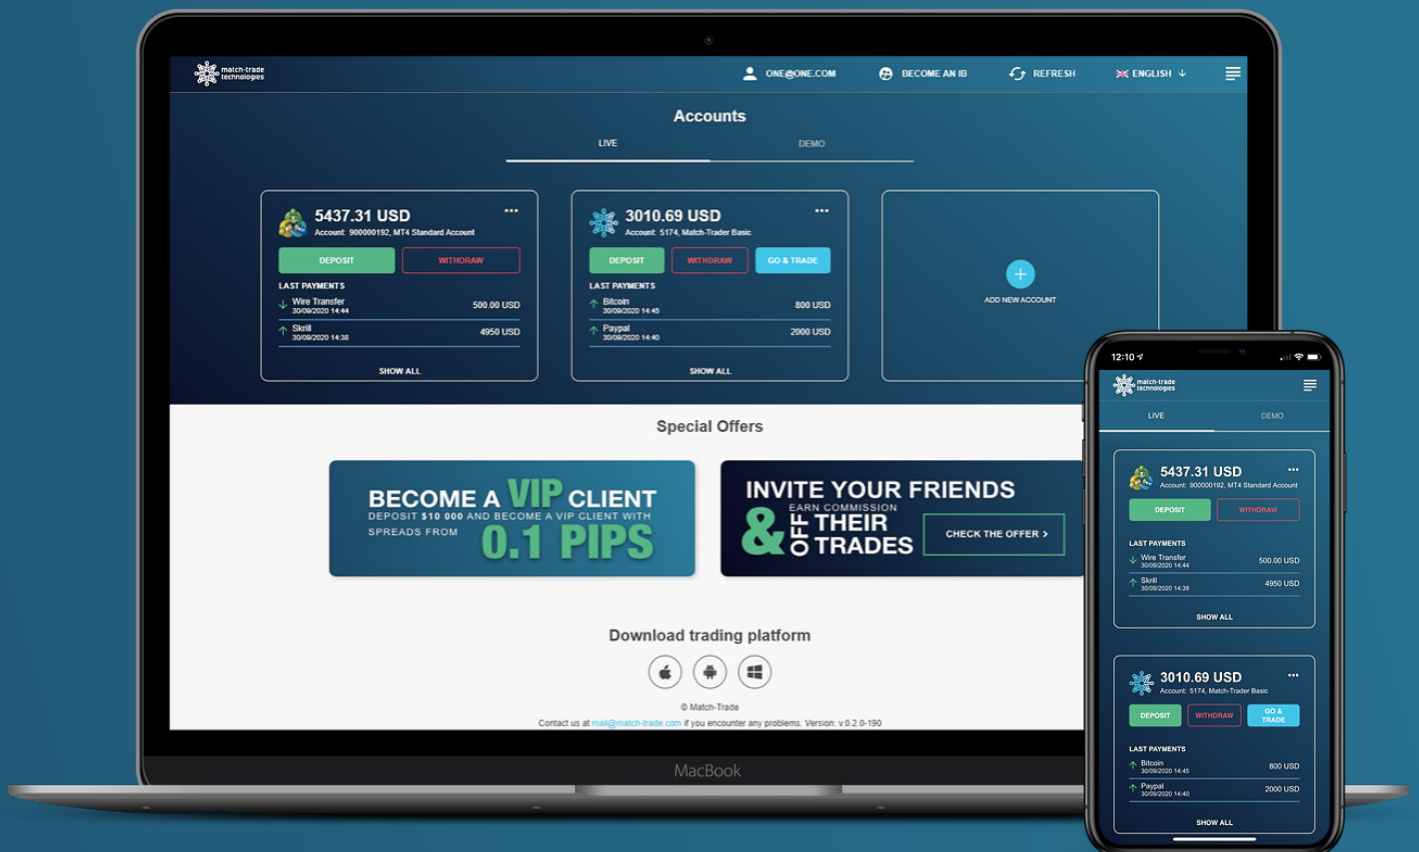 match-trade
technologies
ONE@ONE.COM
BECOME AN IB
REFRESH
ENGLISH
Accounts
LIVE
DEMO
5437.31 USD
Account: 900000192, MT4 Standard Account
DEPOSIT
WITHDRAW
LAST PAYMENTS
Wire Transfer
500.00 USD
30/09/2020 14:44
Skrill
4950 USD
30/09/2020 14:38
SHOW ALL
3010.69 USD
Account: 5174, Match-Trader Basic
DEPOSIT
WITHDRAW
GO & TRADE
LAST PAYMENTS
Bitcoin
800 USD
30/09/2020 14:45
Paypal
2000 USD
30/09/2020 14:40
SHOW ALL
ADD NEW ACCOUNT
Special Offers
BECOME A VIP CLIENT
DEPOSIT $10 000 AND BECOME A VIP CLIENT WITH
SPREADS FROM
0.1 PIPS
INVITE YOUR FRIENDS
EARN COMMISSION
& OFF THEIR
TRADES
CHECK THE OFFER >
Download trading platform
© Match-Trade
Contact us at mail@match-trade.com if you encounter any problems. Version: v.0.2.0-190
MacBook
12:10
match-trade
technologies
LIVE
DEMO
5437.31 USD
Account: 900000192, MT4 Standard Account
DEPOSIT
WITHDRAW
LAST PAYMENTS
Wire Transfer
500.00 USD
30/09/2020 14:44
Skrill
4950 USD
30/09/2020 14:38
SHOW ALL
3010.69 USD
Account: 5174, Match-Trader Basic
DEPOSIT
WITHDRAW
GO &
TRADE
LAST PAYMENTS
Bitcoin
800 USD
30/09/2020 14:45
Paypal
2000 USD
30/09/2020 14:40
SHOW ALL